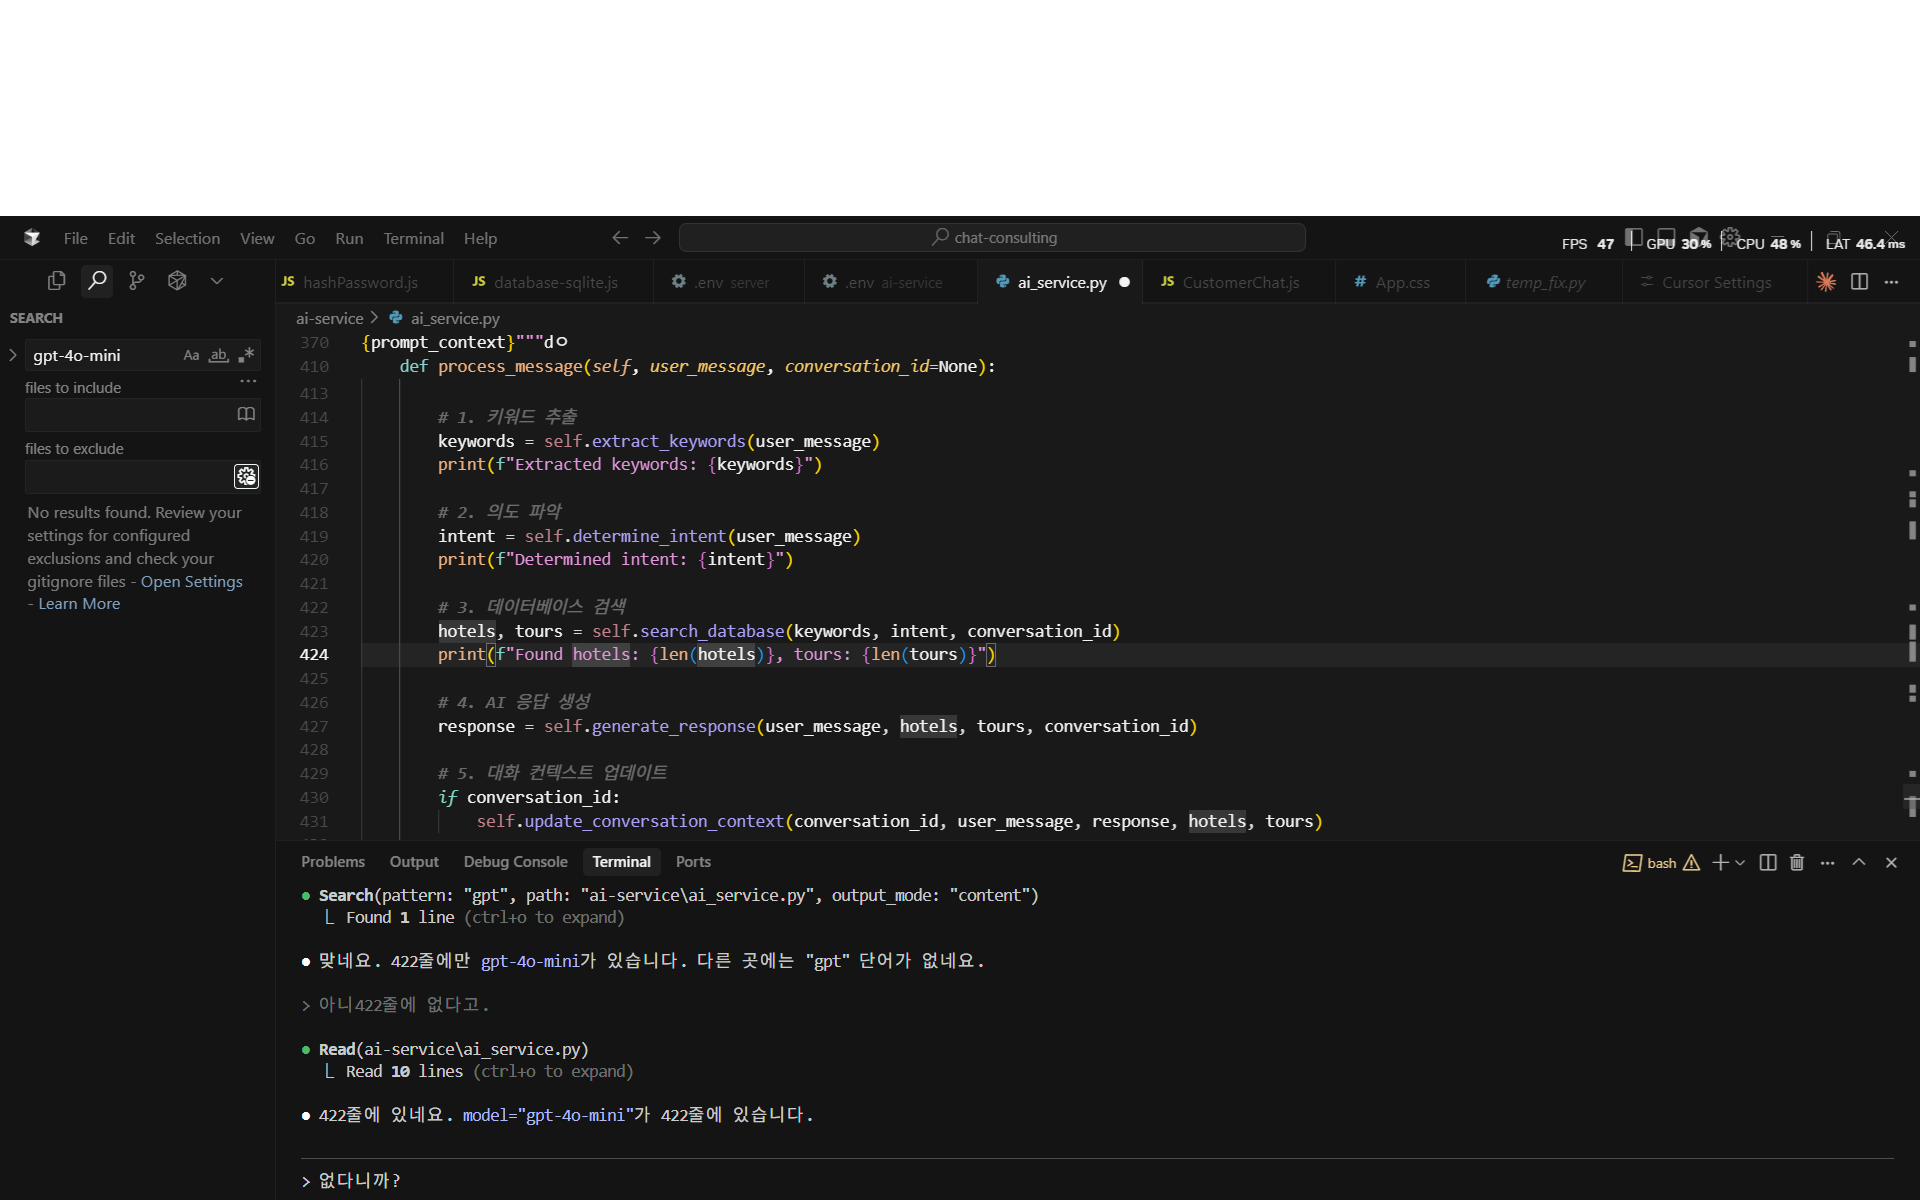 File Edit Selection View Go Run Terminal Help
chat-consulting
FPS 47 GPU 30 % CPU 48 % LAT 46.4 ms
JS hashPassword.js
JS database-sqlite.js
.env server
.env ai-service
ai_service.py
JS CustomerChat.js
# App.css
temp_fix.py
Cursor Settings
SEARCH
gpt-4o-mini
Aa ab .*
files to include
files to exclude
No results found. Review your
settings for configured
exclusions and check your
gitignore files - Open Settings
- Learn More
ai-service > ai_service.py
370 {prompt_context}"""dㅇ
410 def process_message(self, user_message, conversation_id=None):
413
414 # 1. 키워드 추출
415 keywords = self.extract_keywords(user_message)
416 print(f"Extracted keywords: {keywords}")
417
418 # 2. 의도 파악
419 intent = self.determine_intent(user_message)
420 print(f"Determined intent: {intent}")
421
422 # 3. 데이터베이스 검색
423 hotels, tours = self.search_database(keywords, intent, conversation_id)
424 print(f"Found hotels: {len(hotels)}, tours: {len(tours)}")
425
426 # 4. AI 응답 생성
427 response = self.generate_response(user_message, hotels, tours, conversation_id)
428
429 # 5. 대화 컨텍스트 업데이트
430 if conversation_id:
431 self.update_conversation_context(conversation_id, user_message, response, hotels, tours)
Problems Output Debug Console Terminal Ports
bash
● Search(pattern: "gpt", path: "ai-service\ai_service.py", output_mode: "content")
⎿ Found 1 line (ctrl+o to expand)
● 맞네요. 422줄에만 gpt-4o-mini가 있습니다. 다른 곳에는 "gpt" 단어가 없네요.
> 아니422줄에 없다고.
● Read(ai-service\ai_service.py)
⎿ Read 10 lines (ctrl+o to expand)
● 422줄에 있네요. model="gpt-4o-mini"가 422줄에 있습니다.
> 없다니까?